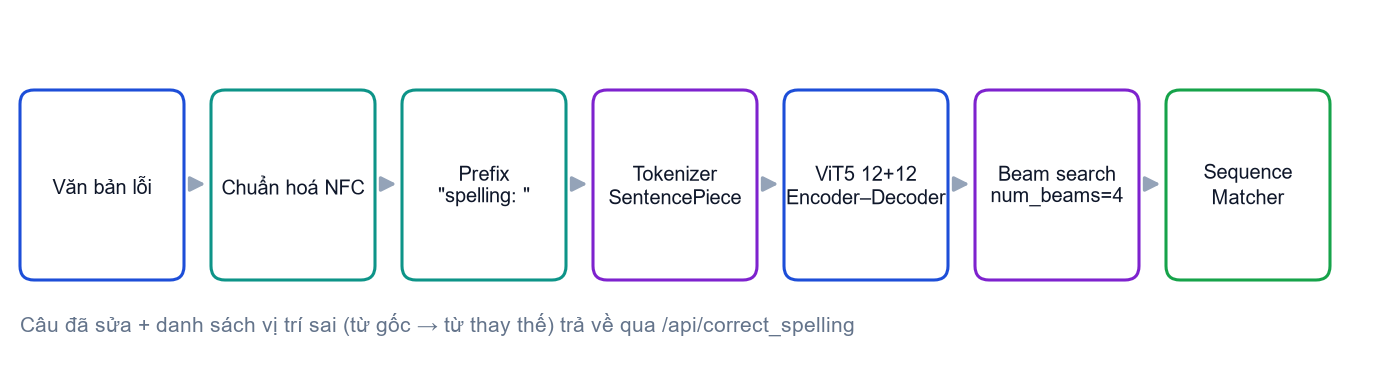 Văn bản lỗi
Chuẩn hoá NFC
Prefix
"spelling: "
Tokenizer
SentencePiece
ViT5 12+12
Encoder–Decoder
Beam search
num_beams=4
Sequence
Matcher
Câu đã sửa + danh sách vị trí sai (từ gốc → từ thay thế) trả về qua /api/correct_spelling